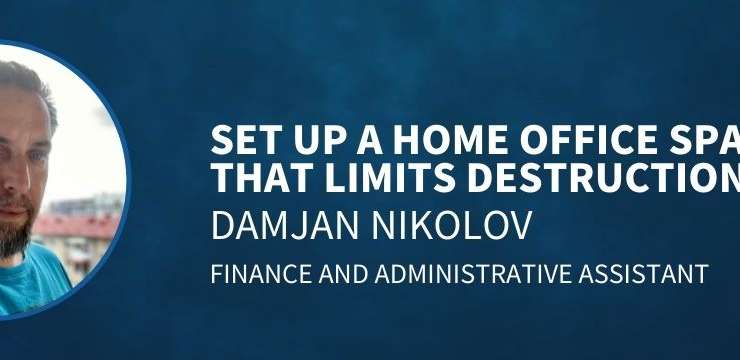 SET UP A HOME OFFICE SPA
THAT LIMITS DESTRUCTION
DAMJAN NIKOLOV
FINANCE AND ADMINISTRATIVE ASSISTANT